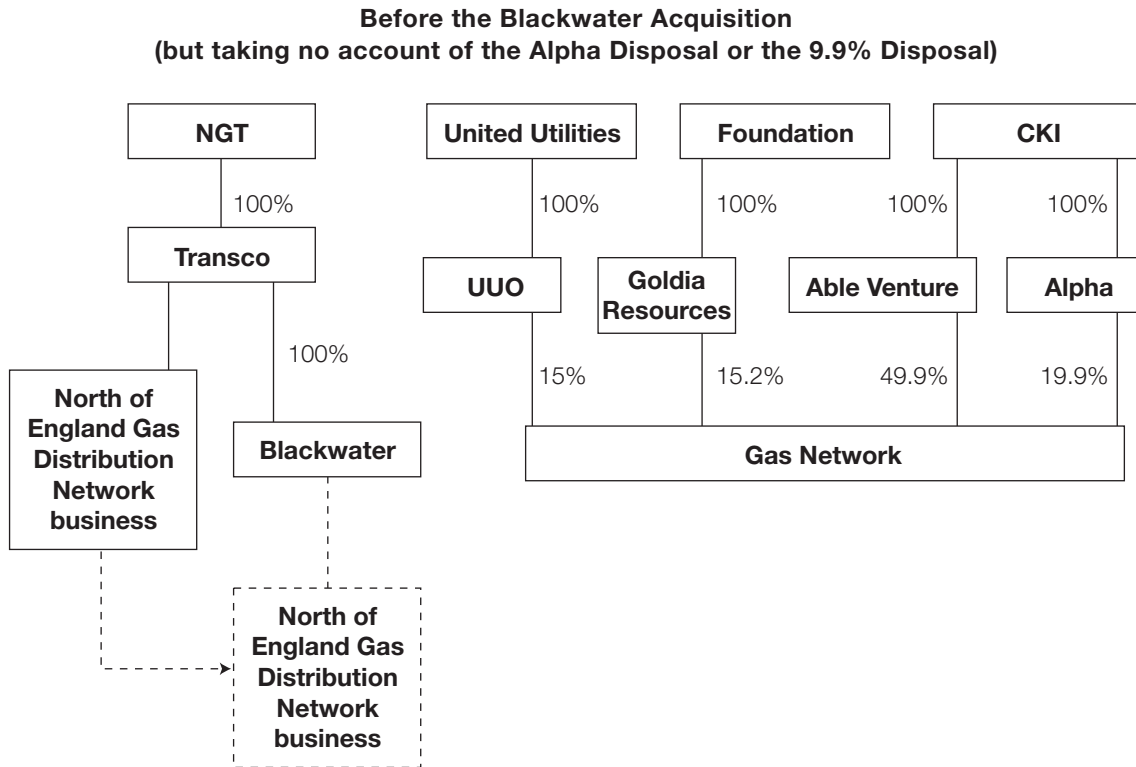 Before the Blackwater Acquisition
(but taking no account of the Alpha Disposal or the 9.9% Disposal)
NGT
United Utilities
Foundation
CKI
100%
100%
100%
100%
100%
Transco
UUO
Goldia
Resources
Able Venture
Alpha
100%
15%
15.2%
49.9%
19.9%
North of
England Gas
Distribution
Network
business
Blackwater
Gas Network
North of
England Gas
Distribution
Network
business